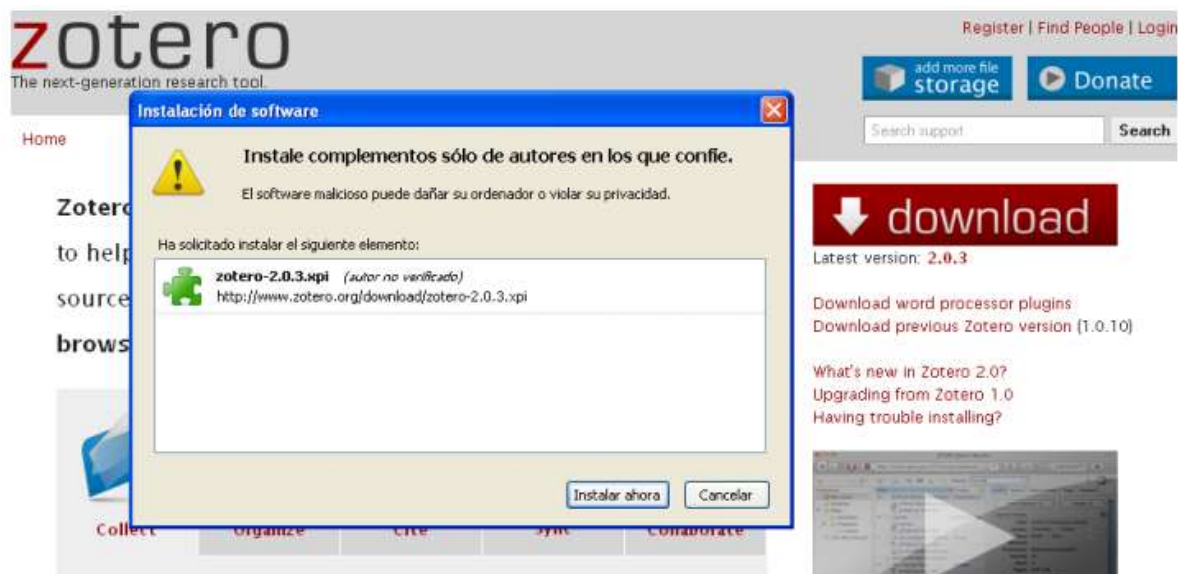 zotero
The next-generation research tool.
Register | Find People | Login
add more file
storage
Donate
Search support
Search
Home
Instalación de software
Instale complementos sólo de autores en los que confíe.
El software malicioso puede dañar su ordenador o violar su privacidad.
Ha solicitado instalar el siguiente elemento:
zotero-2.0.3.xpi (autor no verificado)
http://www.zotero.org/download/zotero-2.0.3.xpi
Instalar ahora
Cancelar
Zotero
to help
source
brows
Collect
Organize
Cite
Sync
Collaborate
download
Latest version: 2.0.3
Download word processor plugins
Download previous Zotero version (1.0.10)
What's new in Zotero 2.0?
Upgrading from Zotero 1.0
Having trouble installing?